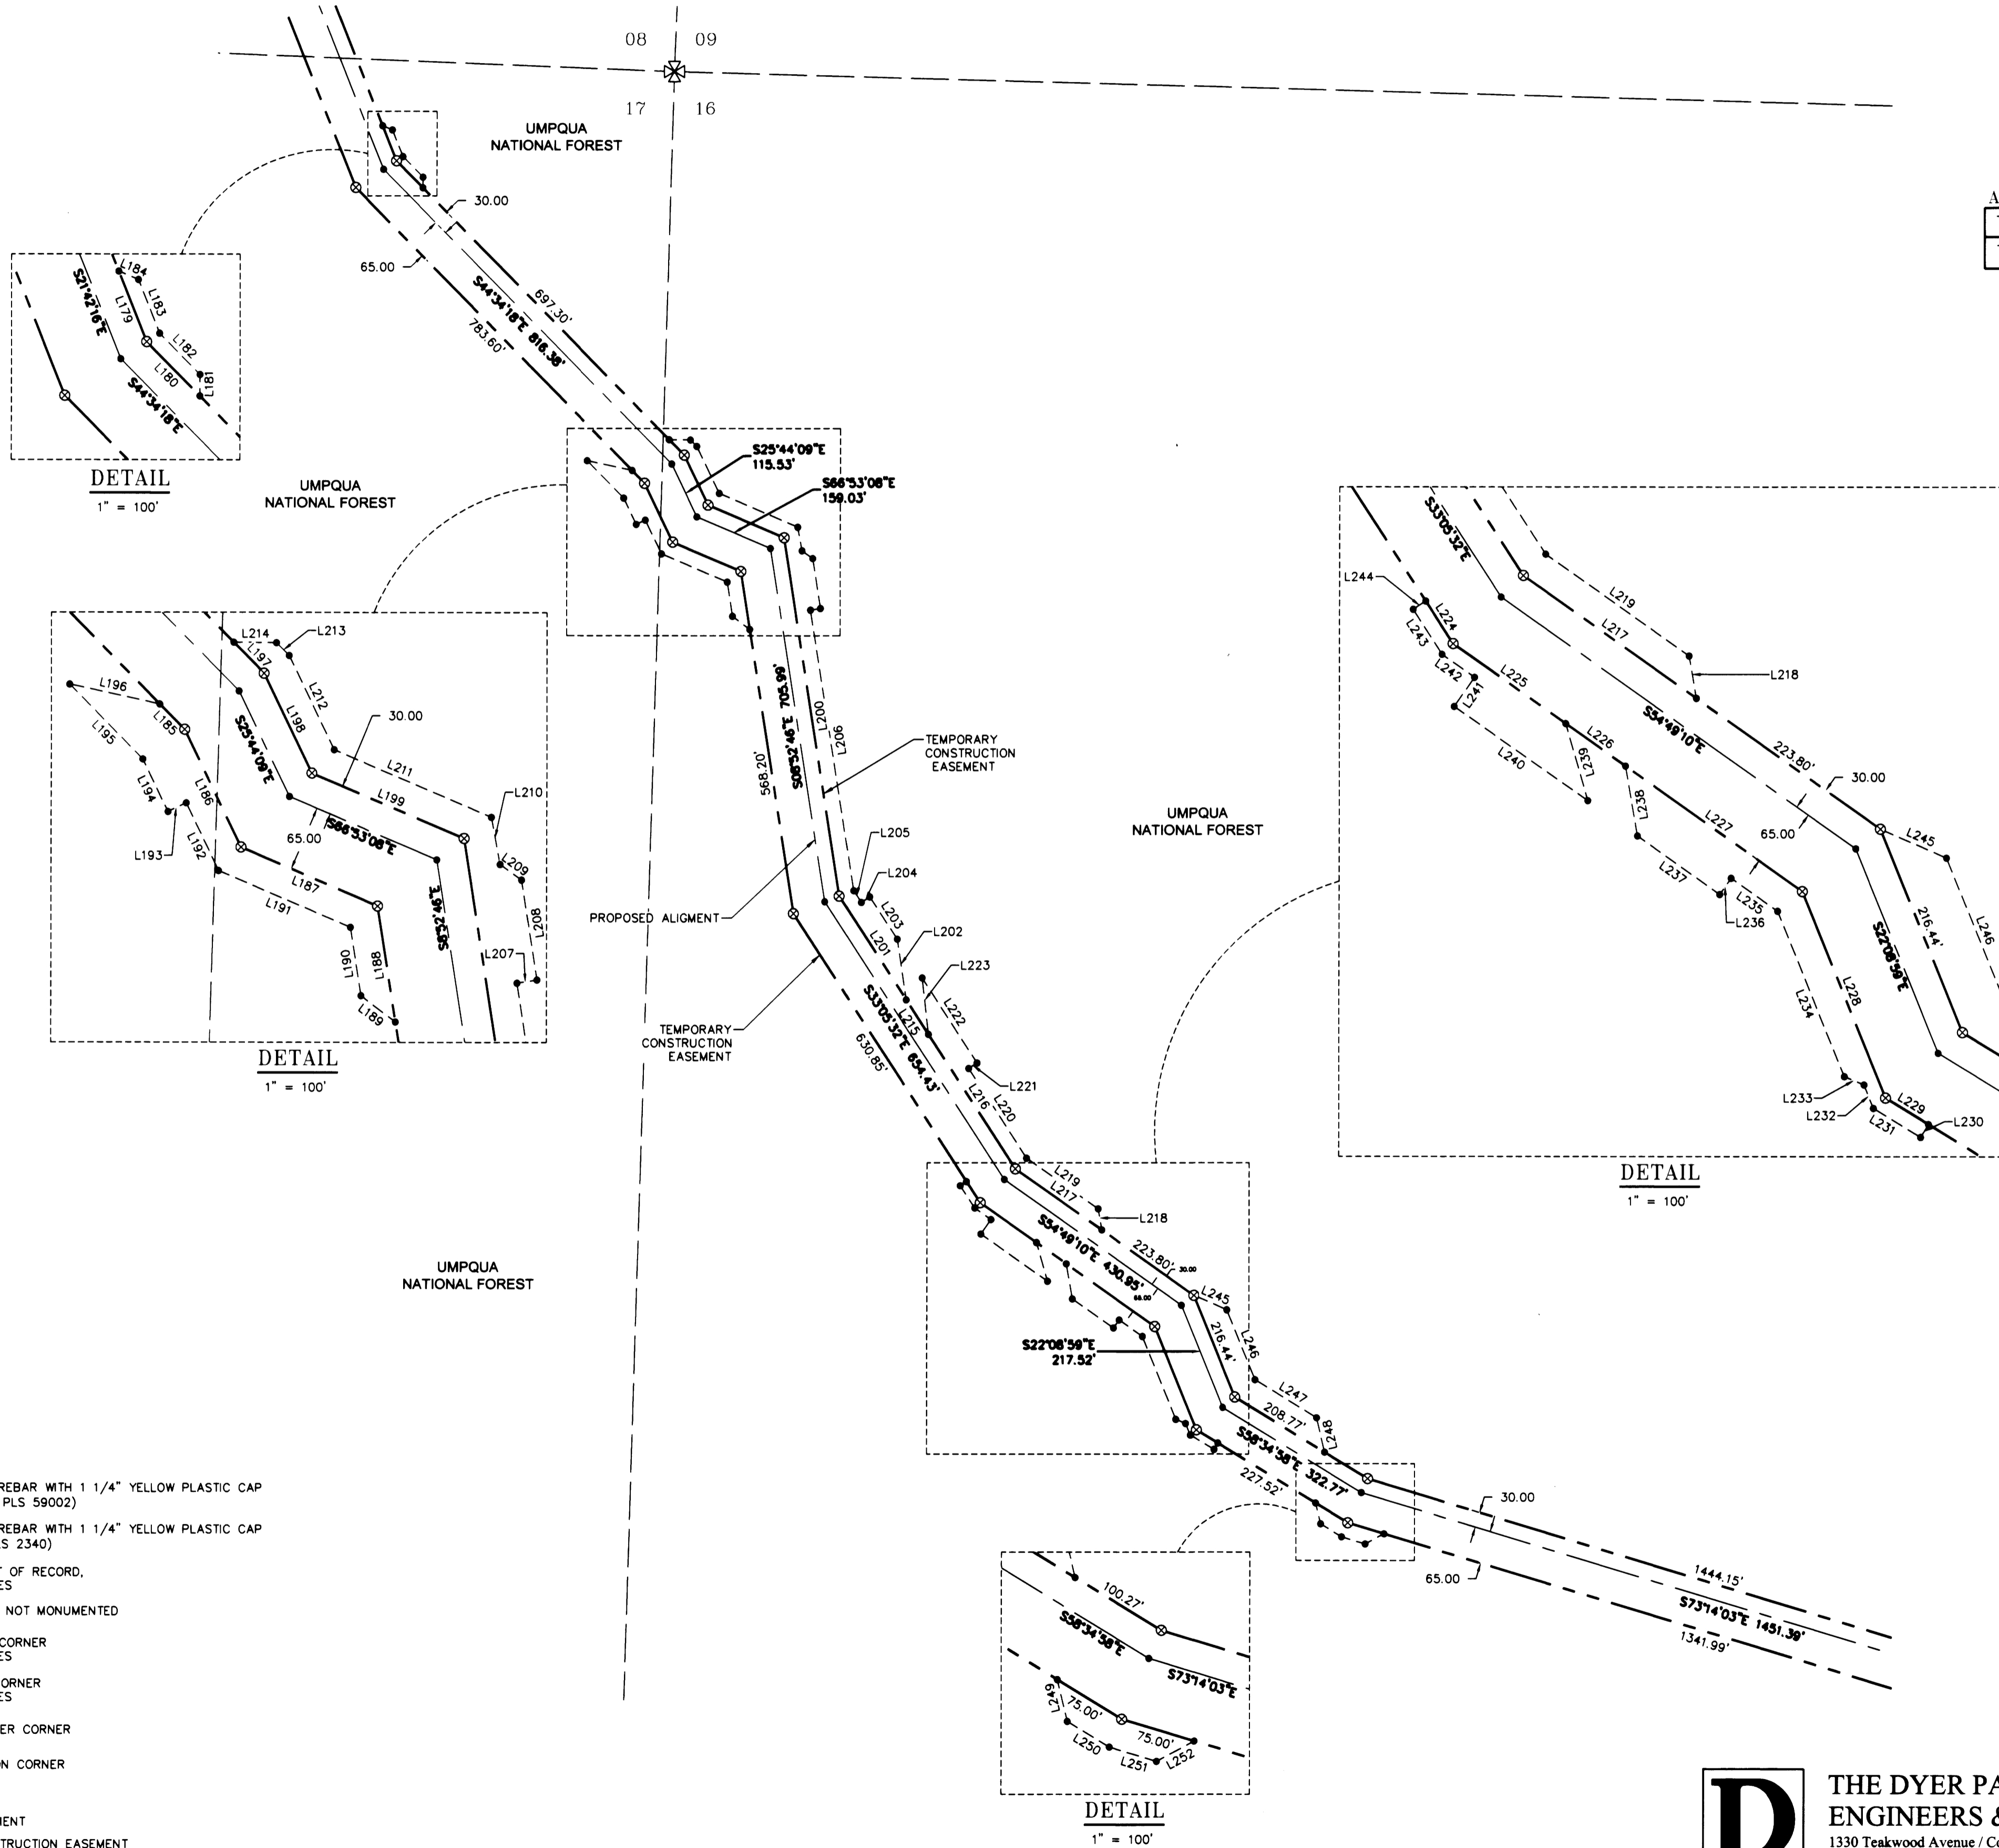 08
09
17
16
UMPQUA
NATIONAL FOREST
30.00
65.00
697.30'
S44°34'18"E 816.38'
783.60'
L184
L183
L182
L181
L180
L179
S21°42'16"E
S44°34'18"E
DETAIL
1" = 100'
UMPQUA
NATIONAL FOREST
S25°44'09"E
115.53'
S66°53'08"E
159.03'
L214
L213
L197
L212
L196
L185
L198
30.00
L195
S25°44'09"E
L211
L186
L199
L210
L194
L193
L192
65.00
S66°53'08"E
L209
L187
L191
S8°52'46"E
L208
L190
L188
L207
L189
DETAIL
1" = 100'
568.20'
S08°52'46"E 705.99'
L200
L206
TEMPORARY
CONSTRUCTION
EASEMENT
UMPQUA
NATIONAL FOREST
L205
L204
L203
L201
L202
L223
PROPOSED ALIGMENT
L222
L215
TEMPORARY
CONSTRUCTION
EASEMENT
S33°05'32"E 654.43'
630.85'
L221
L216
L220
L219
L217
L218
S54°49'10"E 430.95'
223.80'
30.00
65.00
L245
S22°08'59"E
217.52'
216.44'
L246
L247
208.77'
L248
S58°34'58"E 322.77'
227.52'
30.00
65.00
1444.15'
S73°14'03"E 1451.39'
1341.99'
UMPQUA
NATIONAL FOREST
S33°05'32"E
L244
L224
L243
L242
L241
L225
L219
L217
L218
L240
L226
L239
S54°49'10"E
L238
223.80'
30.00
L227
65.00
L237
L235
L236
L245
216.44'
L246
S22°08'59"E
L228
L234
L233
L232
L229
L231
L230
DETAIL
1" = 100'
100.27'
S58°34'58"E
S73°14'03"E
L249
75.00'
75.00'
L250
L251
L252
DETAIL
1" = 100'
REBAR WITH 1 1/4" YELLOW PLASTIC CAP
PLS 59002)
REBAR WITH 1 1/4" YELLOW PLASTIC CAP
S 2340)
OF RECORD,
ES
NOT MONUMENTED
CORNER
ES
ORNER
ES
ER CORNER
N CORNER
MENT
TRUCTION EASEMENT
D
THE DYER PA
ENGINEERS &
1330 Teakwood Avenue / Co